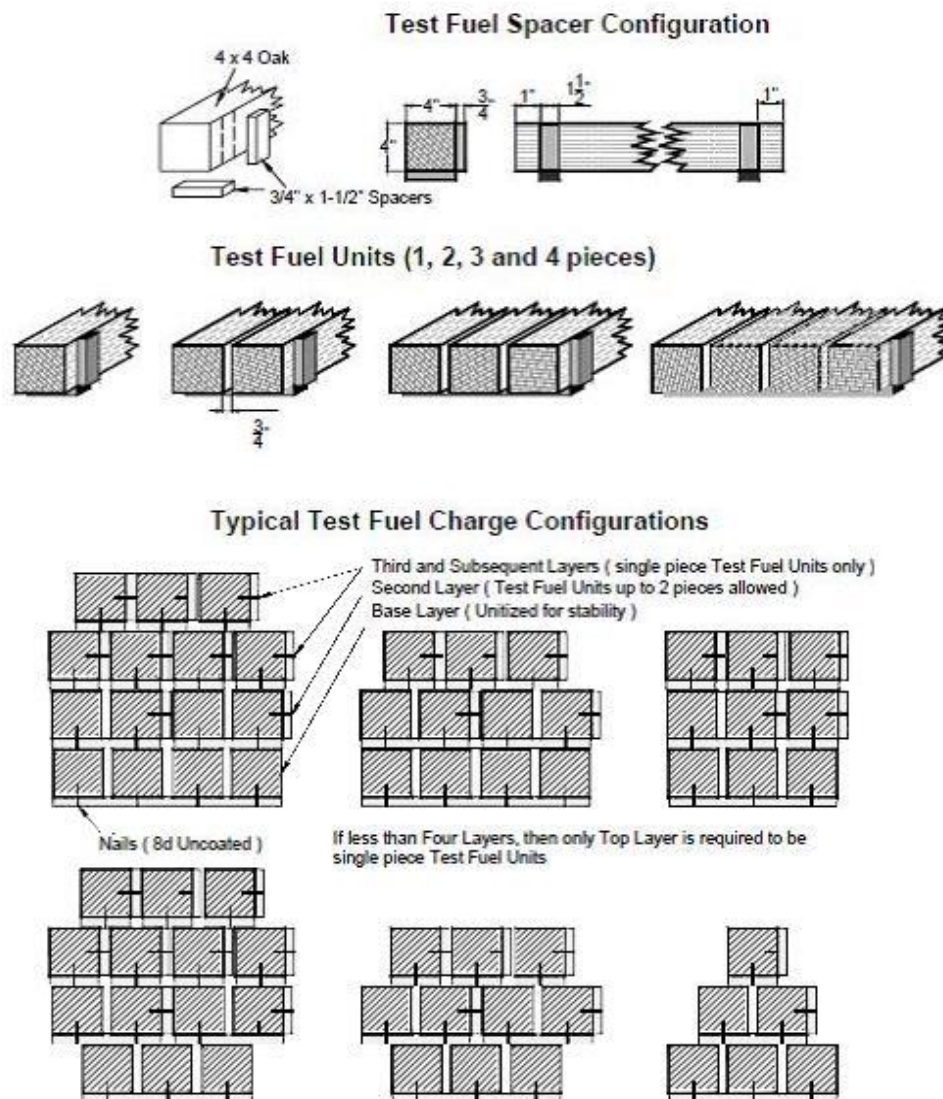 Test Fuel Spacer Configuration
4 x 4 Oak
4"
3/4
1"
1 1/2
1"
4"
3/4" x 1-1/2" Spacers
Test Fuel Units (1, 2, 3 and 4 pieces)
3/4
Typical Test Fuel Charge Configurations
Third and Subsequent Layers ( single piece Test Fuel Units only )
Second Layer ( Test Fuel Units up to 2 pieces allowed )
Base Layer ( Unitized for stability )
Nails ( 8d Uncoated )
If less than Four Layers, then only Top Layer is required to be
single piece Test Fuel Units